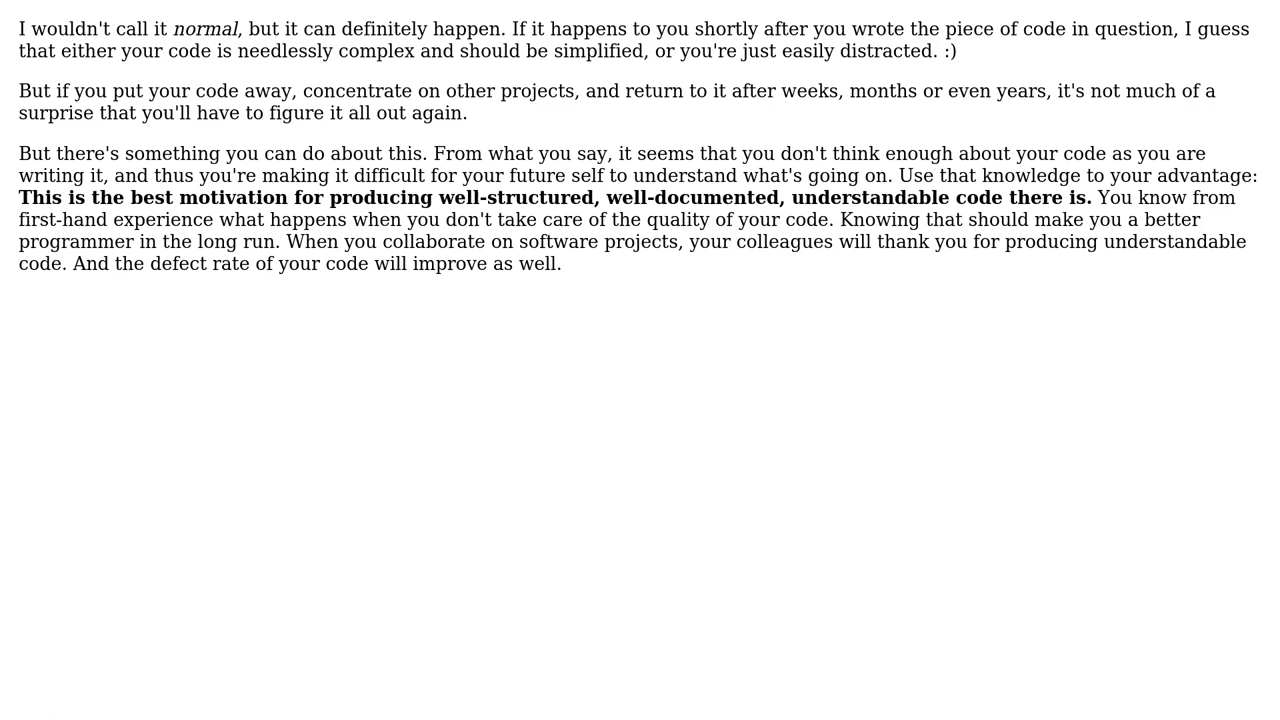 I wouldn't call it normal, but it can definitely happen. If it happens to you shortly after you wrote the piece of code in question, I guess
that either your code is needlessly complex and should be simplified, or you're just easily distracted. :)
But if you put your code away, concentrate on other projects, and return to it after weeks, months or even years, it's not much of a
surprise that you'll have to figure it all out again.
But there's something you can do about this. From what you say, it seems that you don't think enough about your code as you are
writing it, and thus you're making it difficult for your future self to understand what's going on. Use that knowledge to your advantage:
This is the best motivation for producing well-structured, well-documented, understandable code there is. You know from
first-hand experience what happens when you don't take care of the quality of your code. Knowing that should make you a better
programmer in the long run. When you collaborate on software projects, your colleagues will thank you for producing understandable
code. And the defect rate of your code will improve as well.